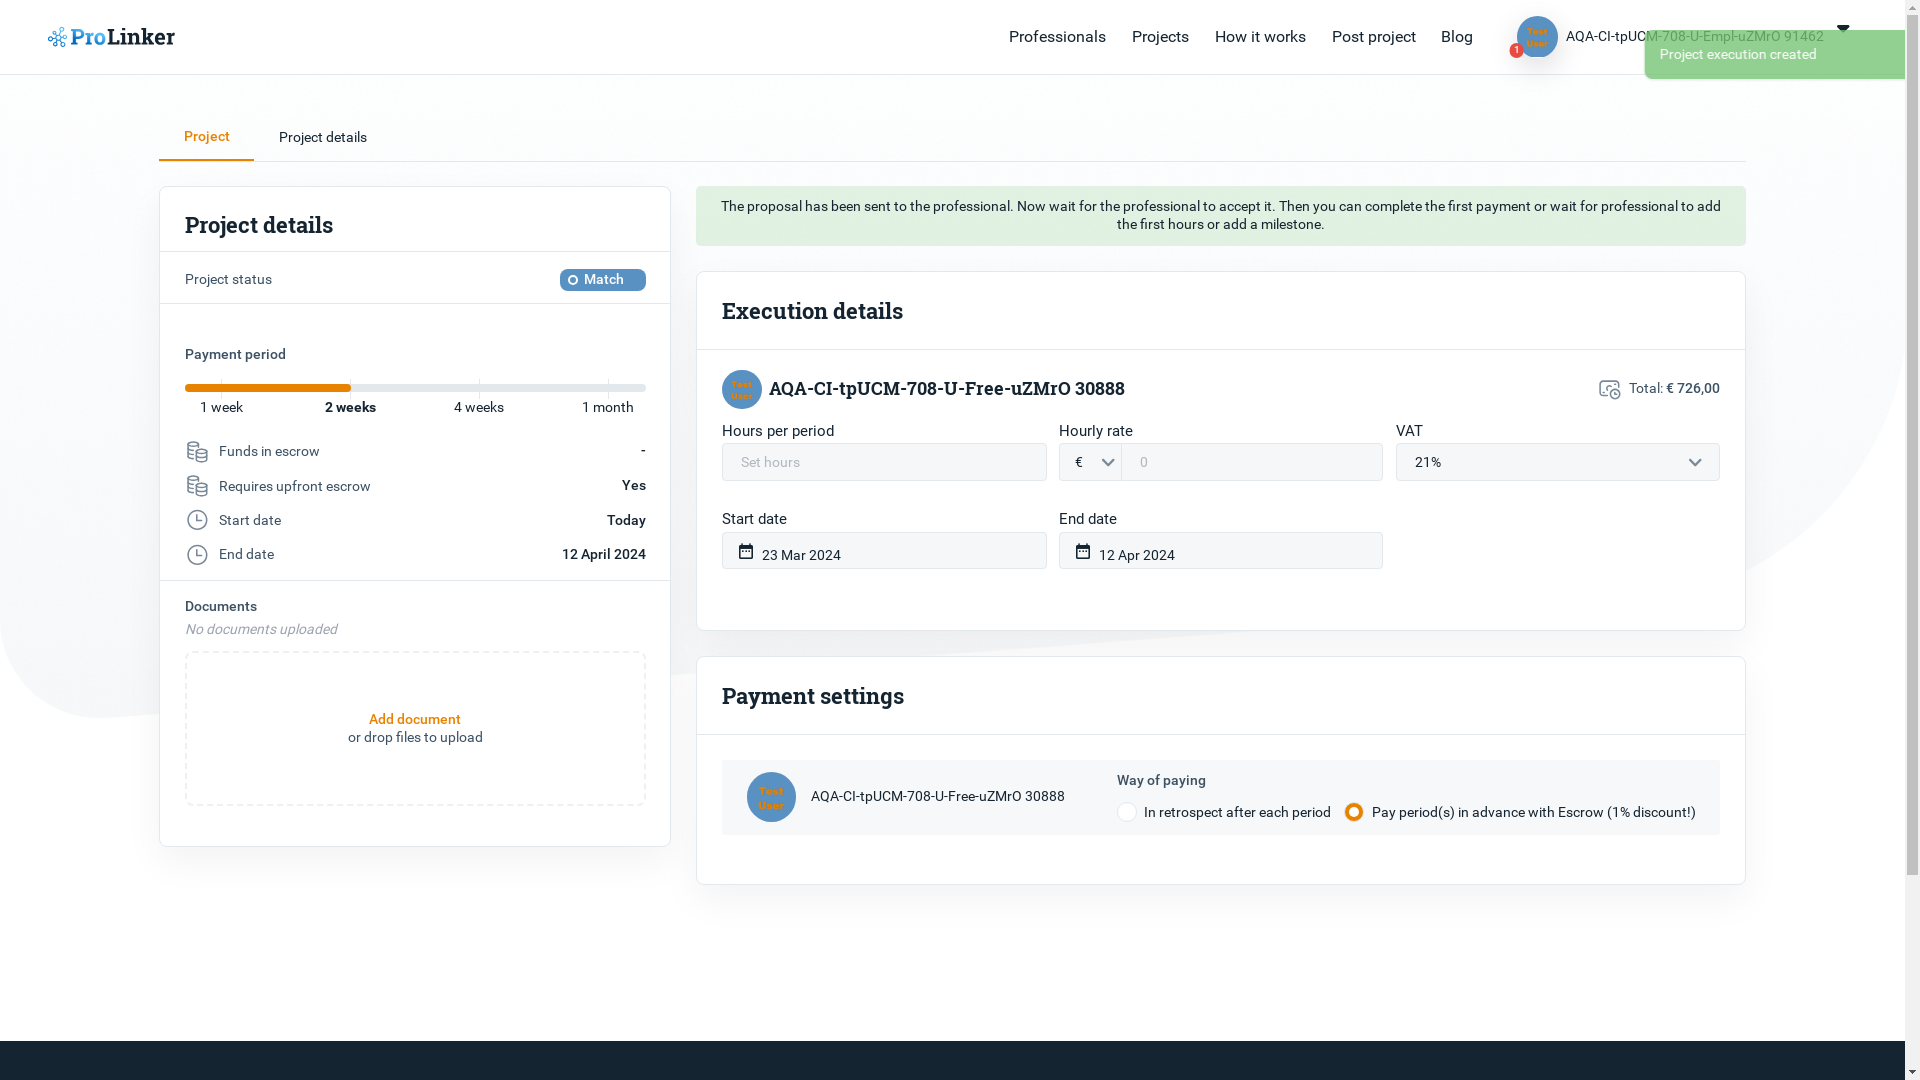 ProLinker
Professionals
Projects
How it works
Post project
Blog
Test
User
1
AQA-CI-tpUCM-708-U-Empl-uZMrO 91462
Project execution created
Project
Project details
Project details
Project status
Match
Payment period
1 week
2 weeks
4 weeks
1 month
Funds in escrow
-
Requires upfront escrow
Yes
Start date
Today
End date
12 April 2024
Documents
No documents uploaded
Add document
or drop files to upload
The proposal has been sent to the professional. Now wait for the professional to accept it. Then you can complete the first payment or wait for professional to add
the first hours or add a milestone.
Execution details
Test
User
AQA-CI-tpUCM-708-U-Free-uZMrO 30888
Total: € 726,00
Hours per period
Hourly rate
VAT
Set hours
€
0
21%
Start date
End date
23 Mar 2024
12 Apr 2024
Payment settings
Test
User
AQA-CI-tpUCM-708-U-Free-uZMrO 30888
Way of paying
In retrospect after each period
Pay period(s) in advance with Escrow (1% discount!)